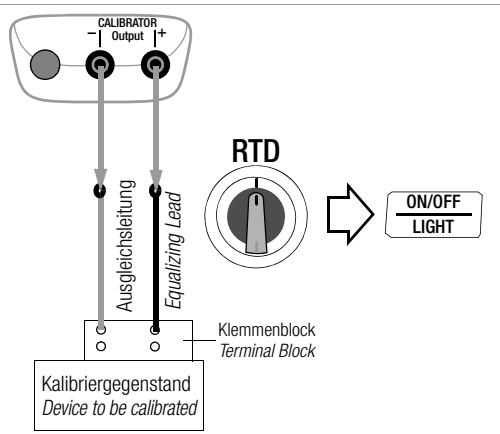 CALIBRATOR
– Output +
RTD
ON/OFF
LIGHT
Ausgleichsleitung
Equalizing Lead
Klemmenblock
Terminal Block
Kalibriergegenstand
Device to be calibrated